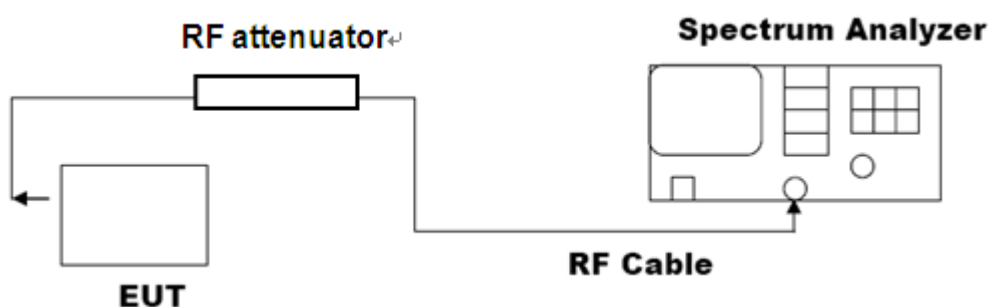 RF attenuator↵
Spectrum Analyzer
RF Cable
EUT